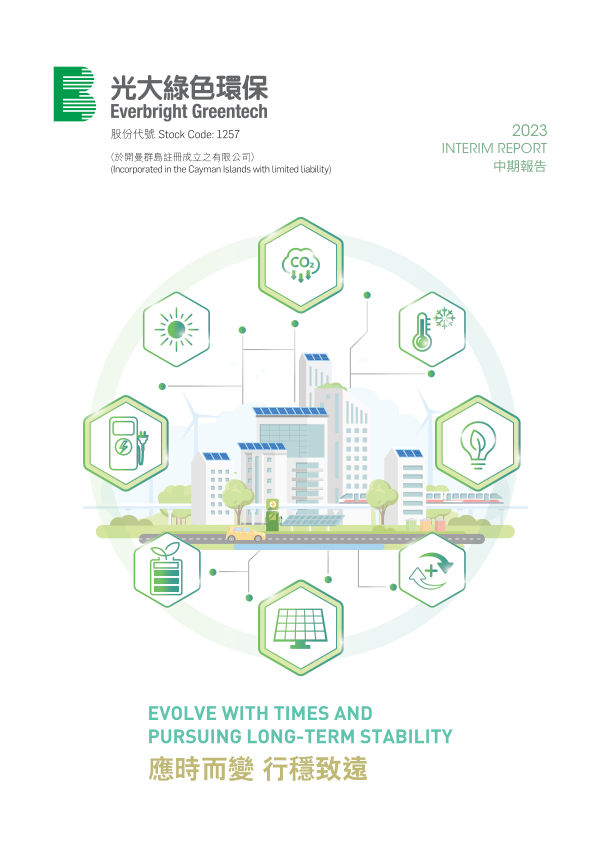 光大綠色環保
Everbright Greentech
股份代號 Stock Code: 1257
(於開曼群島註冊成立之有限公司)
(Incorporated in the Cayman Islands with limited liability)
2023
INTERIM REPORT
中期報告
CO₂
EVOLVE WITH TIMES AND
PURSUING LONG-TERM STABILITY
應時而變 行穩致遠